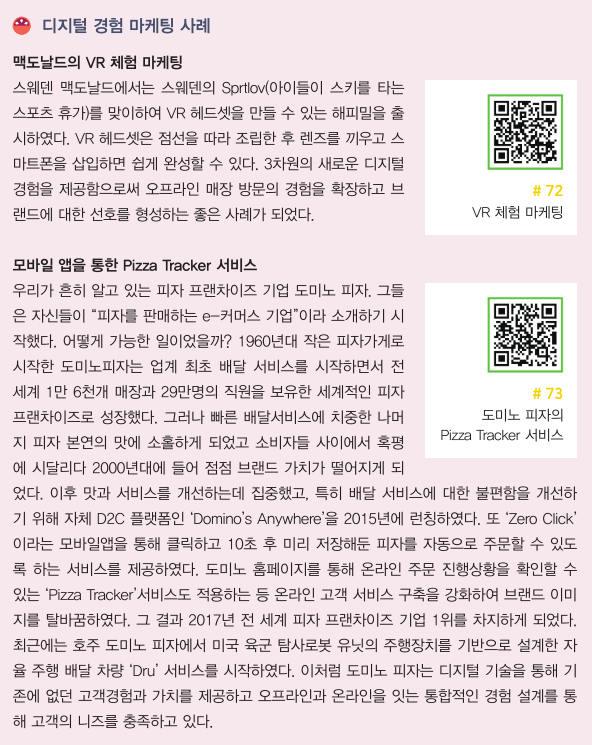 디지털 경험 마케팅 사례
맥도날드의 VR 체험 마케팅
스웨덴 맥도날드에서는 스웨덴의 Sprtlov(아이들이 스키를 타는
스포츠 휴가)를 맞이하여 VR 헤드셋을 만들 수 있는 해피밀을 출
시하였다. VR 헤드셋은 점선을 따라 조립한 후 렌즈를 끼우고 스
마트폰을 삽입하면 쉽게 완성할 수 있다. 3차원의 새로운 디지털
경험을 제공함으로써 오프라인 매장 방문의 경험을 확장하고 브
랜드에 대한 선호를 형성하는 좋은 사례가 되었다.
# 72
VR 체험 마케팅
모바일 앱을 통한 Pizza Tracker 서비스
우리가 흔히 알고 있는 피자 프랜차이즈 기업 도미노 피자. 그들
은 자신들이 “피자를 판매하는 e-커머스 기업”이라 소개하기 시
작했다. 어떻게 가능한 일이었을까? 1960년대 작은 피자가게로
시작한 도미노피자는 업계 최초 배달 서비스를 시작하면서 전
세계 1만 6천개 매장과 29만명의 직원을 보유한 세계적인 피자
프랜차이즈로 성장했다. 그러나 빠른 배달서비스에 치중한 나머
지 피자 본연의 맛에 소홀하게 되었고 소비자들 사이에서 혹평
에 시달리다 2000년대에 들어 점점 브랜드 가치가 떨어지게 되
었다. 이후 맛과 서비스를 개선하는데 집중했고, 특히 배달 서비스에 대한 불편함을 개선하
기 위해 자체 D2C 플랫폼인 ‘Domino’s Anywhere’을 2015년에 런칭하였다. 또 ‘Zero Click’
이라는 모바일앱을 통해 클릭하고 10초 후 미리 저장해둔 피자를 자동으로 주문할 수 있도
록 하는 서비스를 제공하였다. 도미노 홈페이지를 통해 온라인 주문 진행상황을 확인할 수
있는 ‘Pizza Tracker’서비스도 적용하는 등 온라인 고객 서비스 구축을 강화하여 브랜드 이미
지를 탈바꿈하였다. 그 결과 2017년 전 세계 피자 프랜차이즈 기업 1위를 차지하게 되었다.
최근에는 호주 도미노 피자에서 미국 육군 탐사로봇 유닛의 주행장치를 기반으로 설계한 자
율 주행 배달 차량 ‘Dru’ 서비스를 시작하였다. 이처럼 도미노 피자는 디지털 기술을 통해 기
존에 없던 고객경험과 가치를 제공하고 오프라인과 온라인을 잇는 통합적인 경험 설계를 통
해 고객의 니즈를 충족하고 있다.
# 73
도미노 피자의
Pizza Tracker 서비스